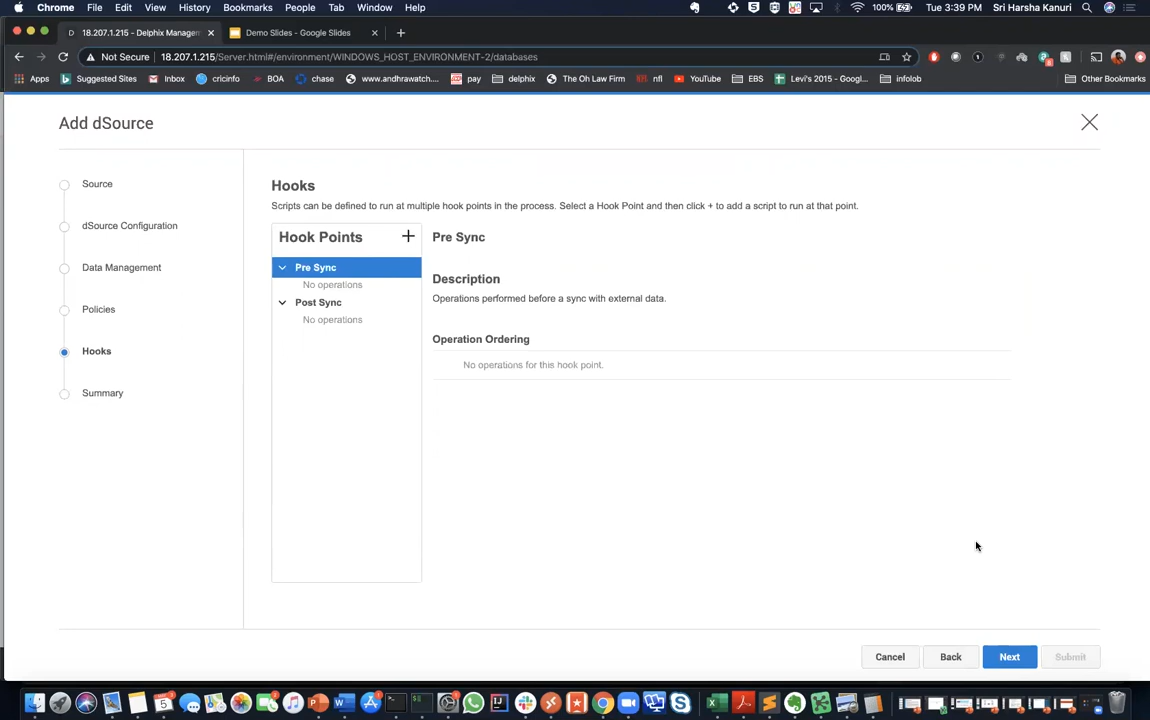 Chrome File Edit View History Bookmarks People Tab Window Help 100% Tue 3:39 PM Sri Harsha Kanuri
D 18.207.1.215 - Delphix Managem Demo Slides - Google Slides
Not Secure 18.207.1.215/Server.html#/environment/WINDOWS_HOST_ENVIRONMENT-2/databases
Apps Suggested Sites Inbox cricinfo BOA chase www.andhrawatch.... pay delphix The Oh Law Firm nfl YouTube EBS Levi's 2015 - Googl... infolob Other Bookmarks
Add dSource
Source
dSource Configuration
Data Management
Policies
Hooks
Summary
Hooks
Scripts can be defined to run at multiple hook points in the process. Select a Hook Point and then click + to add a script to run at that point.
Hook Points
Pre Sync
No operations
Post Sync
No operations
Pre Sync
Description
Operations performed before a sync with external data.
Operation Ordering
No operations for this hook point.
Cancel Back Next Submit